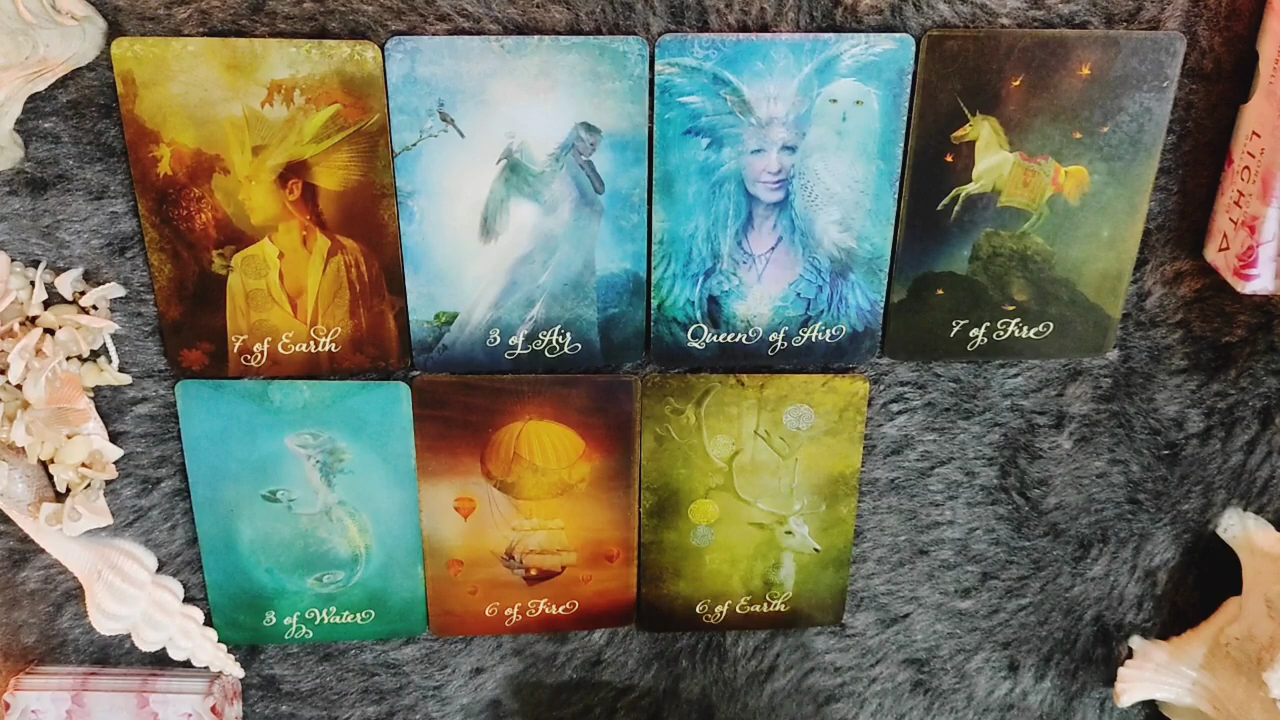 7 of Earth
3 of Air
Queen of Air
7 of Fire
3 of Water
6 of Fire
6 of Earth
LICHT